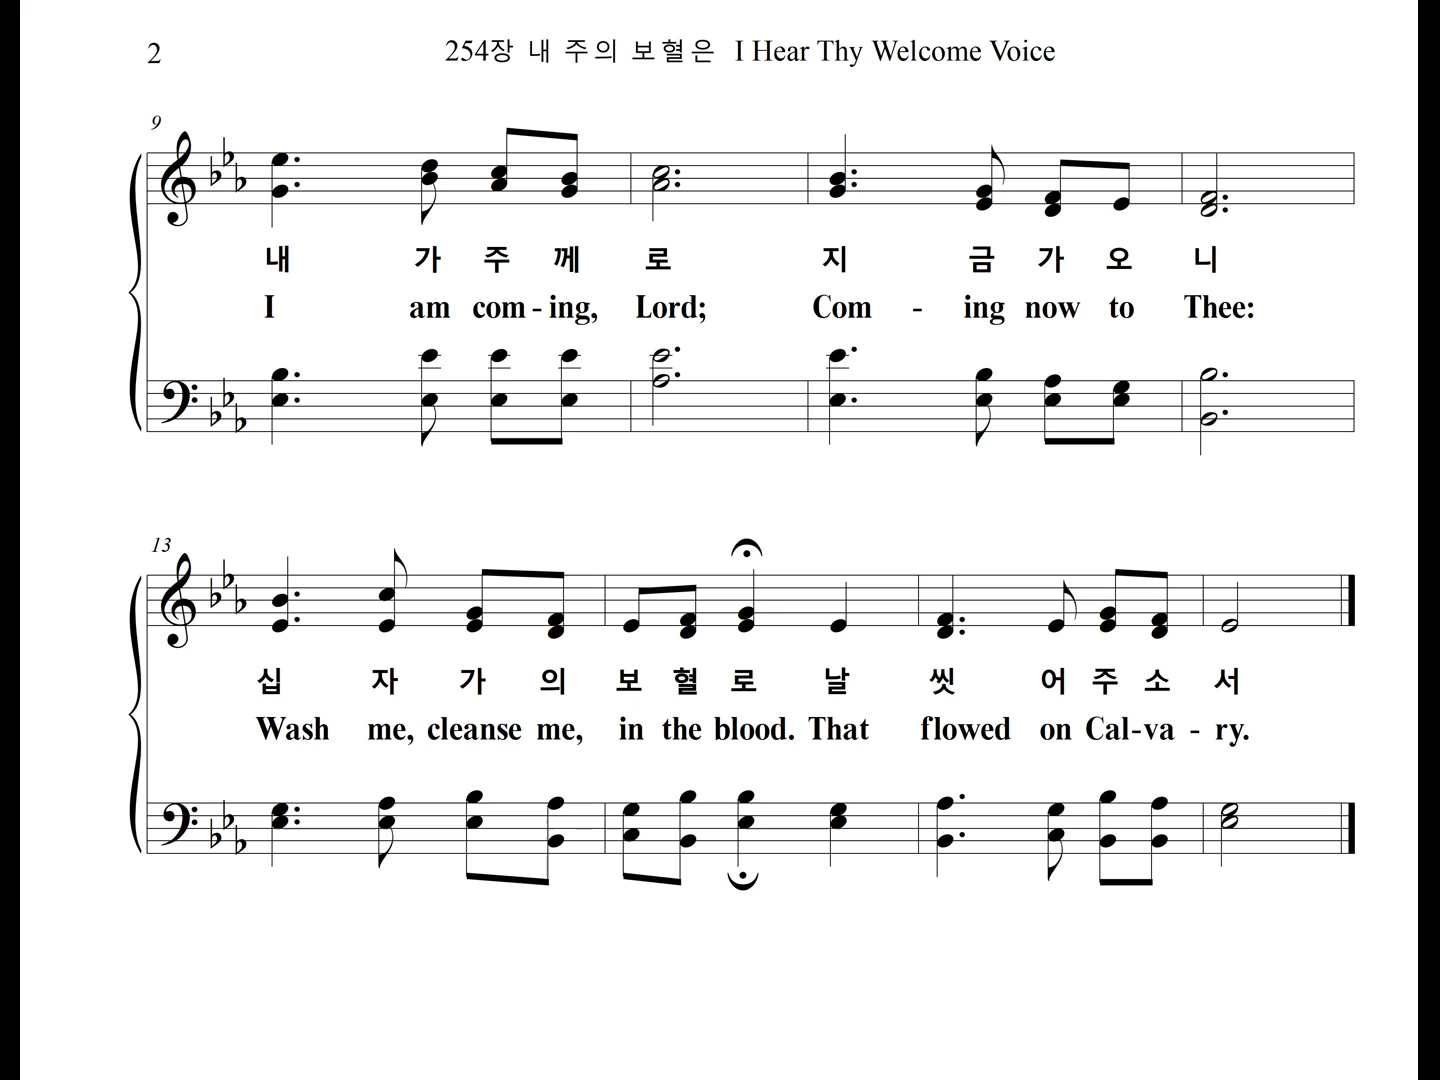 2
254장 내 주의 보혈은 I Hear Thy Welcome Voice
9
내 가 주 께 로 지 금 가 오 니
I am com - ing, Lord; Com - ing now to Thee:
13
십 자 가 의 보 혈 로 날 씻 어 주 소 서
Wash me, cleanse me, in the blood. That flowed on Cal-va - ry.